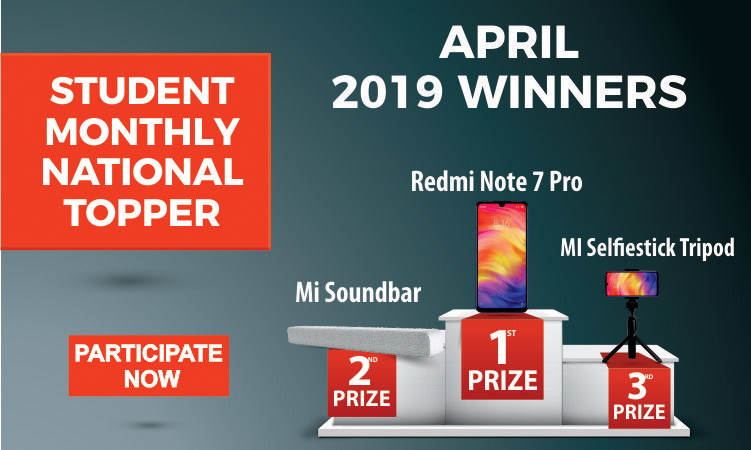 STUDENT
MONTHLY
NATIONAL
TOPPER
PARTICIPATE
NOW
APRIL
2019 WINNERS
Redmi Note 7 Pro
MI Selfiestick Tripod
Mi Soundbar
1ST
PRIZE
2ND
PRIZE
3RD
PRIZE